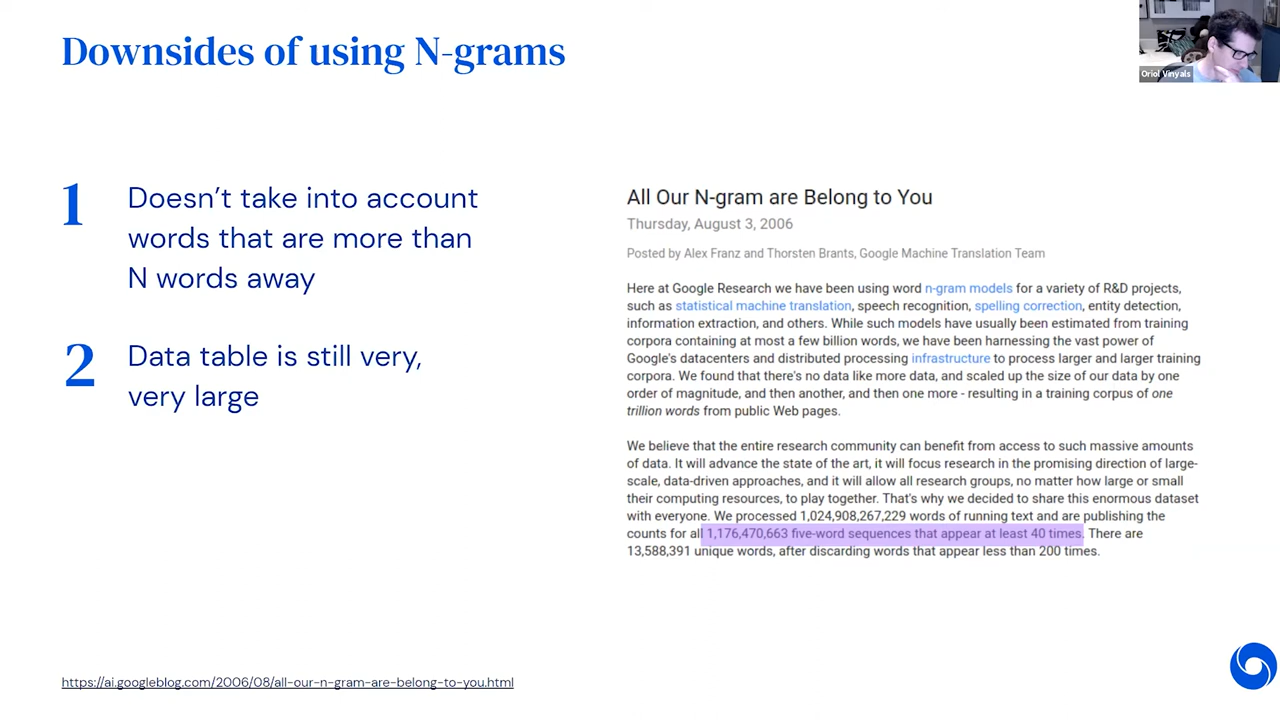 Downsides of using N-grams
Oriol Vinyals
1
Doesn’t take into account
words that are more than
N words away
2
Data table is still very,
very large
All Our N-gram are Belong to You
Thursday, August 3, 2006
Posted by Alex Franz and Thorsten Brants, Google Machine Translation Team
Here at Google Research we have been using word n-gram models for a variety of R&D projects,
such as statistical machine translation, speech recognition, spelling correction, entity detection,
information extraction, and others. While such models have usually been estimated from training
corpora containing at most a few billion words, we have been harnessing the vast power of
Google's datacenters and distributed processing infrastructure to process larger and larger training
corpora. We found that there's no data like more data, and scaled up the size of our data by one
order of magnitude, and then another, and then one more - resulting in a training corpus of one
trillion words from public Web pages.
We believe that the entire research community can benefit from access to such massive amounts
of data. It will advance the state of the art, it will focus research in the promising direction of large-
scale, data-driven approaches, and it will allow all research groups, no matter how large or small
their computing resources, to play together. That's why we decided to share this enormous dataset
with everyone. We processed 1,024,908,267,229 words of running text and are publishing the
counts for all 1,176,470,663 five-word sequences that appear at least 40 times. There are
13,588,391 unique words, after discarding words that appear less than 200 times.
https://ai.googleblog.com/2006/08/all-our-n-gram-are-belong-to-you.html